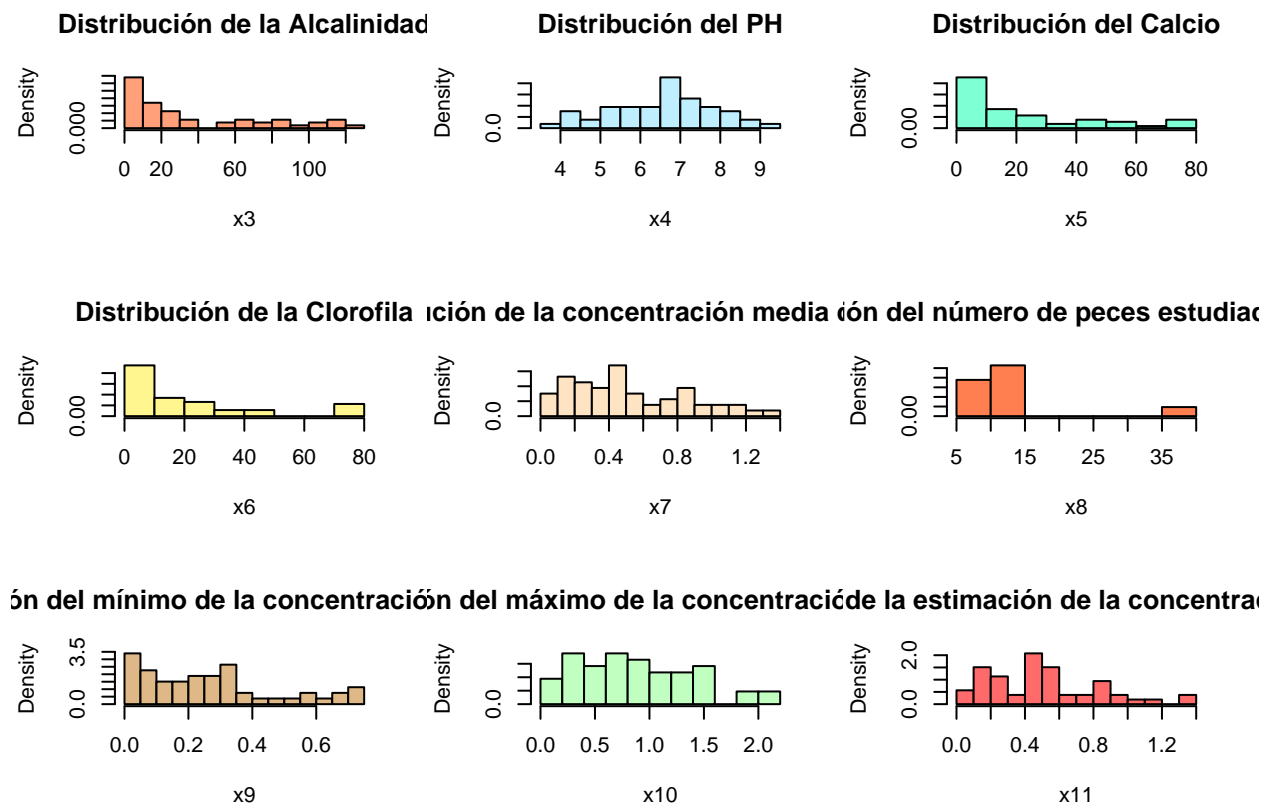 Distribución de la Alcalinidad
Density
0.000
0 20 60 100
x3
Distribución del PH
Density
0.0
4 5 6 7 8 9
x4
Distribución del Calcio
Density
0.00
0 20 40 60 80
x5
Distribución de la Clorofila
Density
0.00
0 20 40 60 80
x6
ución de la concentración media
Density
0.0
0.0 0.4 0.8 1.2
x7
ón del número de peces estudia
Density
0.00
5 15 25 35
x8
ón del mínimo de la concentració
Density
0.0 3.5
0.0 0.2 0.4 0.6
x9
ón del máximo de la concentració
Density
0.0
0.0 0.5 1.0 1.5 2.0
x10
de la estimación de la concentra
Density
0.0 2.0
0.0 0.4 0.8 1.2
x11